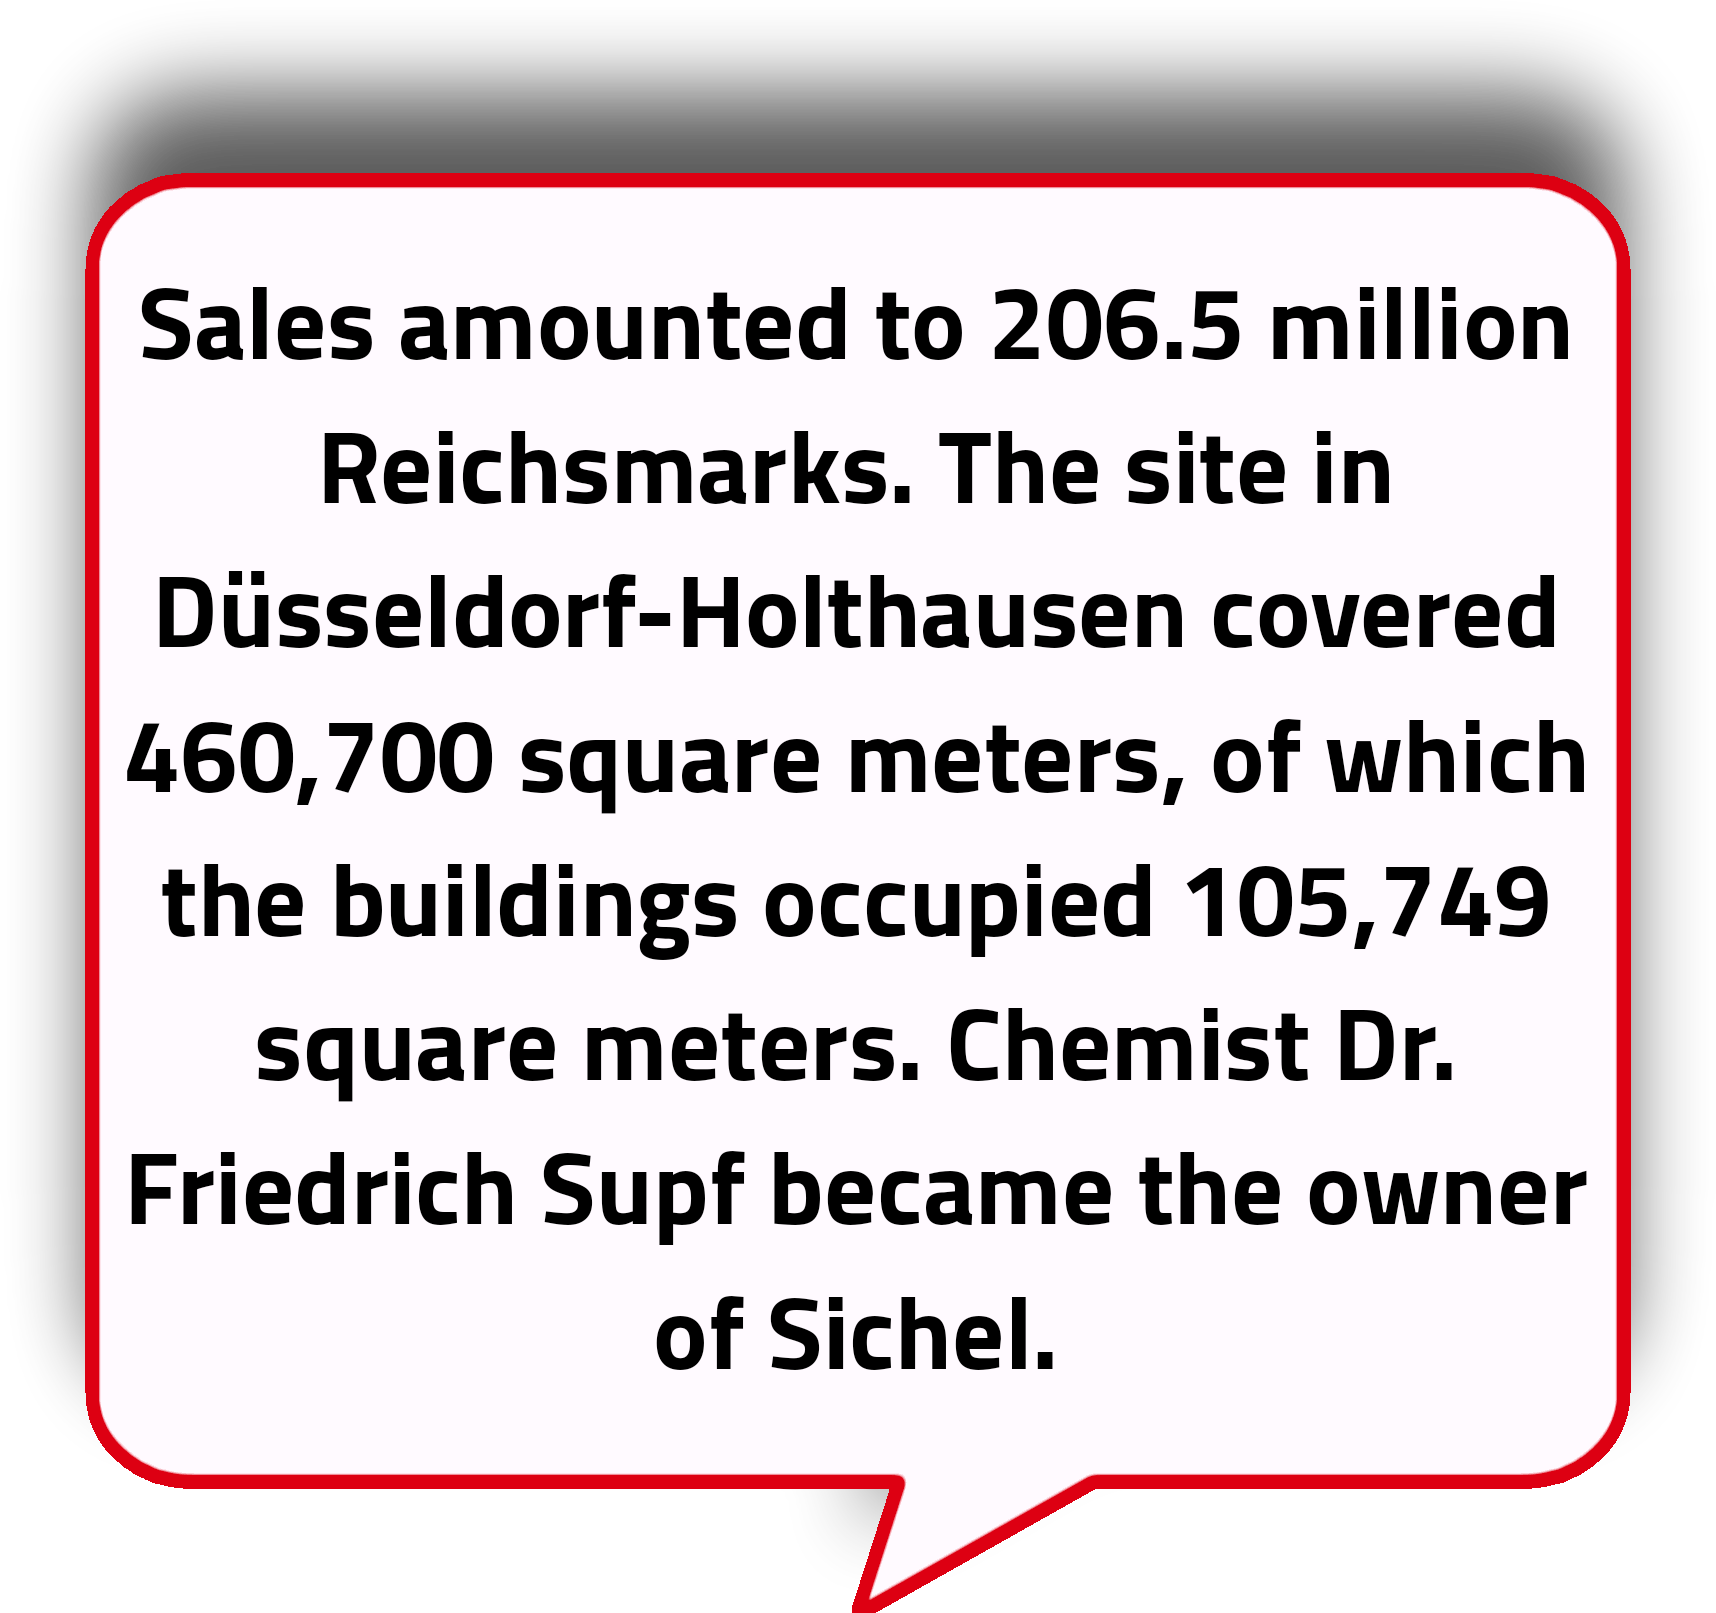 Sales amounted to 206.5 million
Reichsmarks. The site in
Düsseldorf-Holthausen covered
460,700 square meters, of which
the buildings occupied 105,749
square meters. Chemist Dr.
Friedrich Supf became the owner
of Sichel.